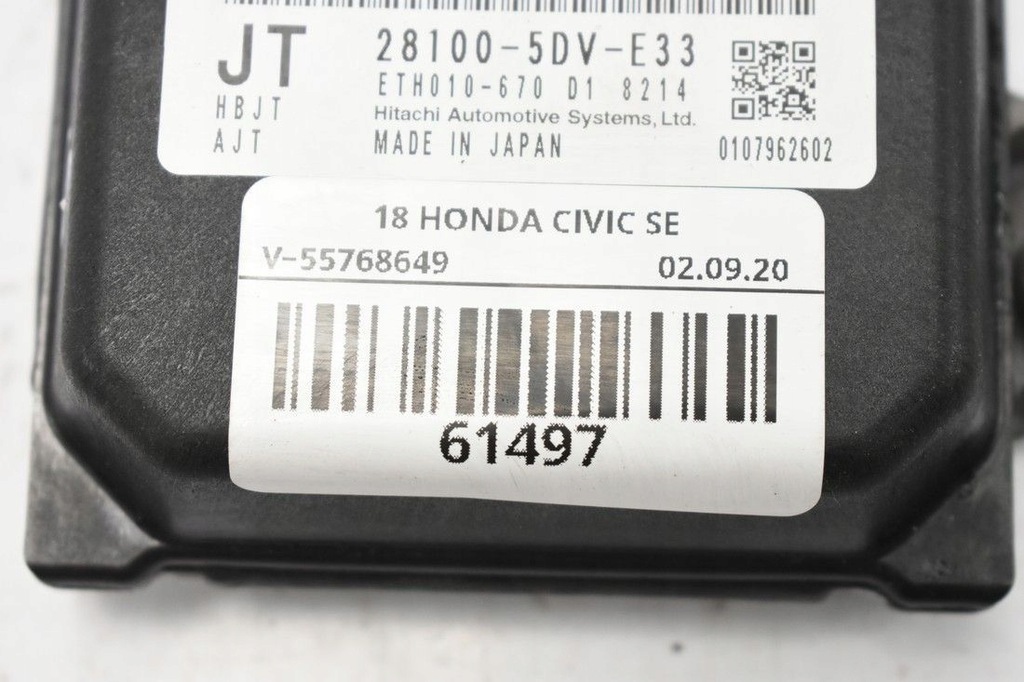 JT
28100-5DV-E33
ETH010-670 D1 8214
HBJT
Hitachi Automotive Systems, Ltd.
AJT
MADE IN JAPAN
0107962602
18 HONDA CIVIC SE
V-55768649
02.09.20
61497